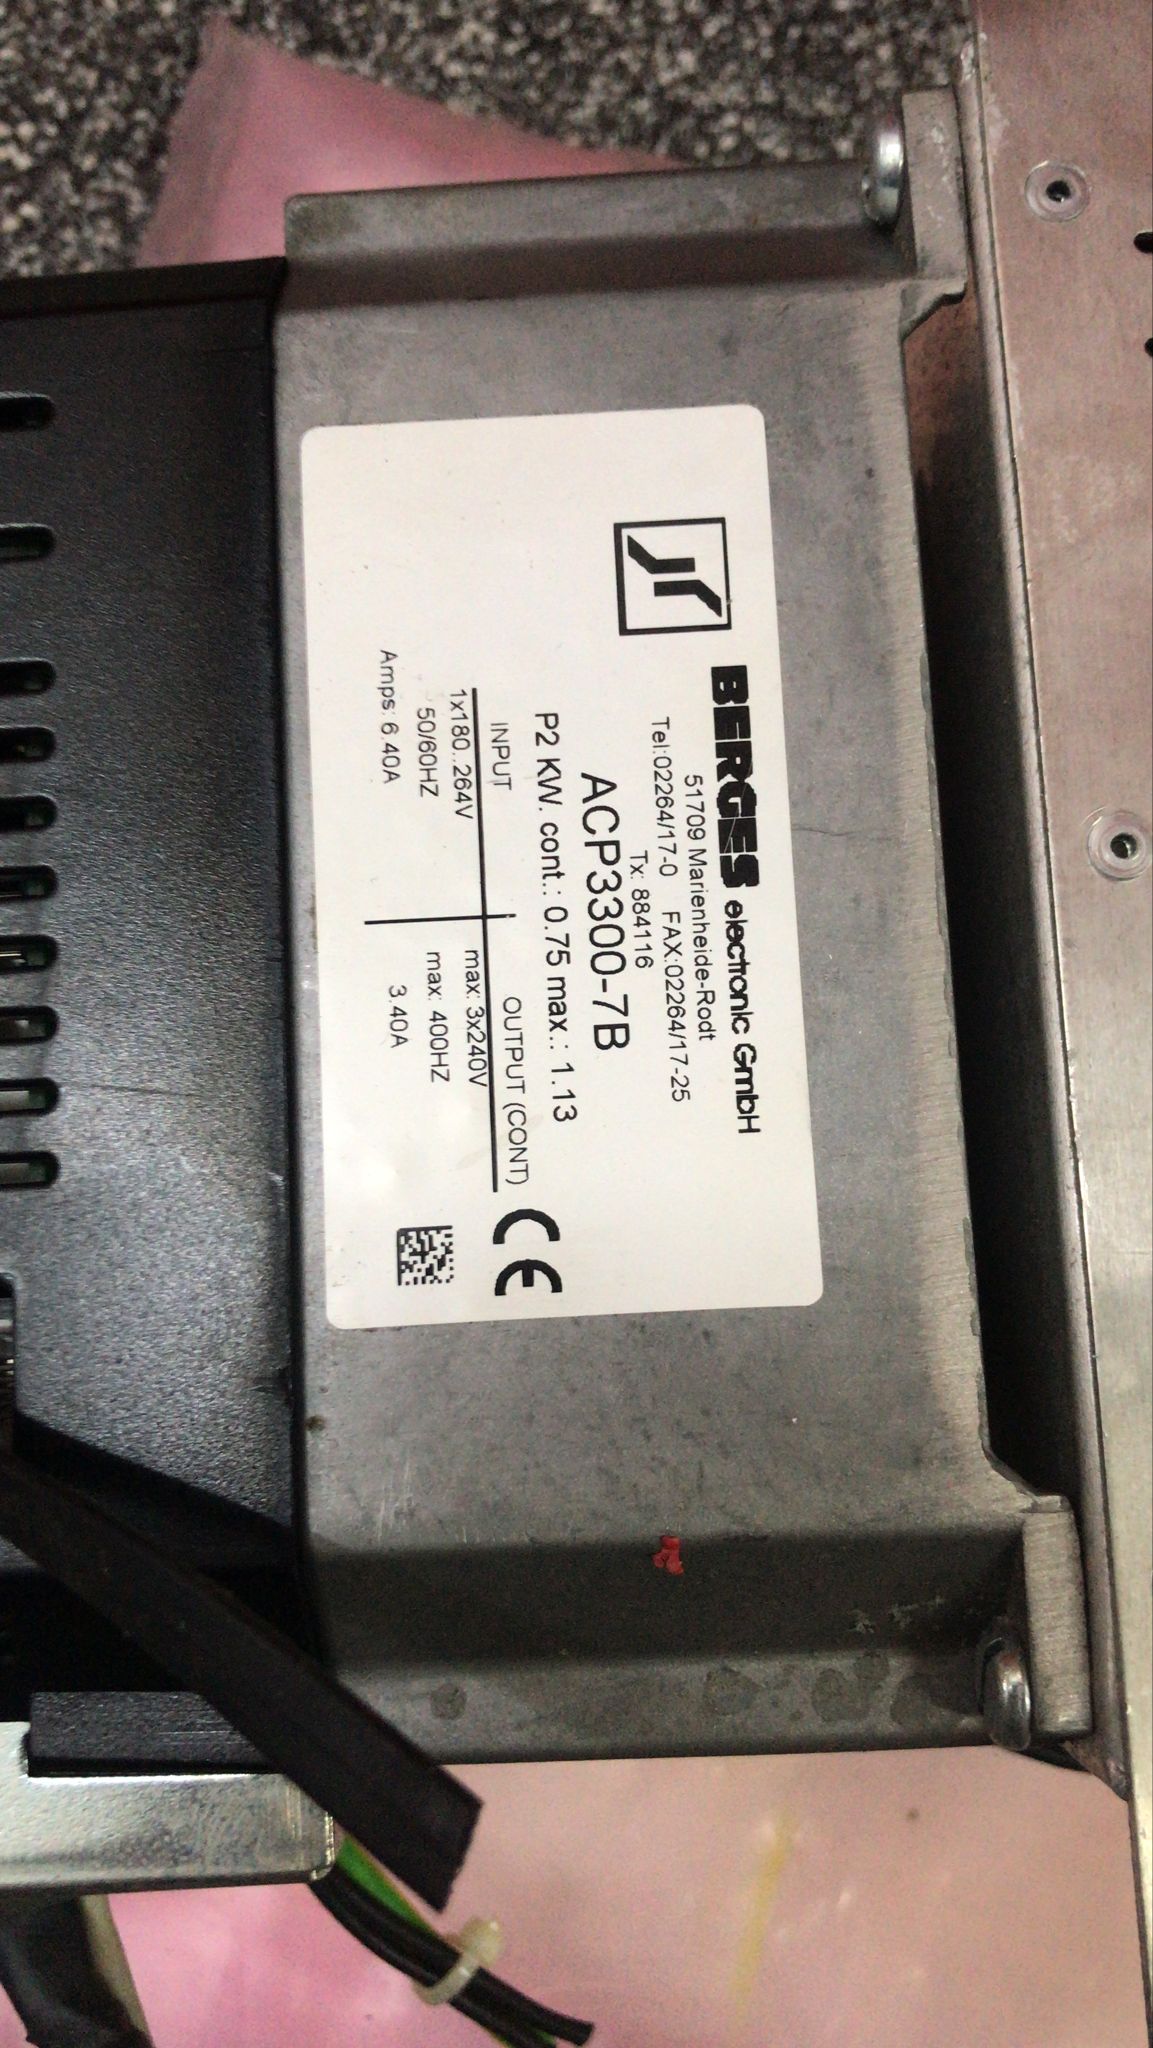 BERGES electronic GmbH
51709 Marienheide-Rodt
Tel:02264/17-0 FAX:02264/17-25
Tx: 884116
ACP3300-7B
P2 KW. cont.: 0.75 max.: 1.13
INPUT OUTPUT (CONT)
1x180..264V max: 3x240V
50/60HZ max: 400HZ
Amps: 6.40A 3.40A
CE